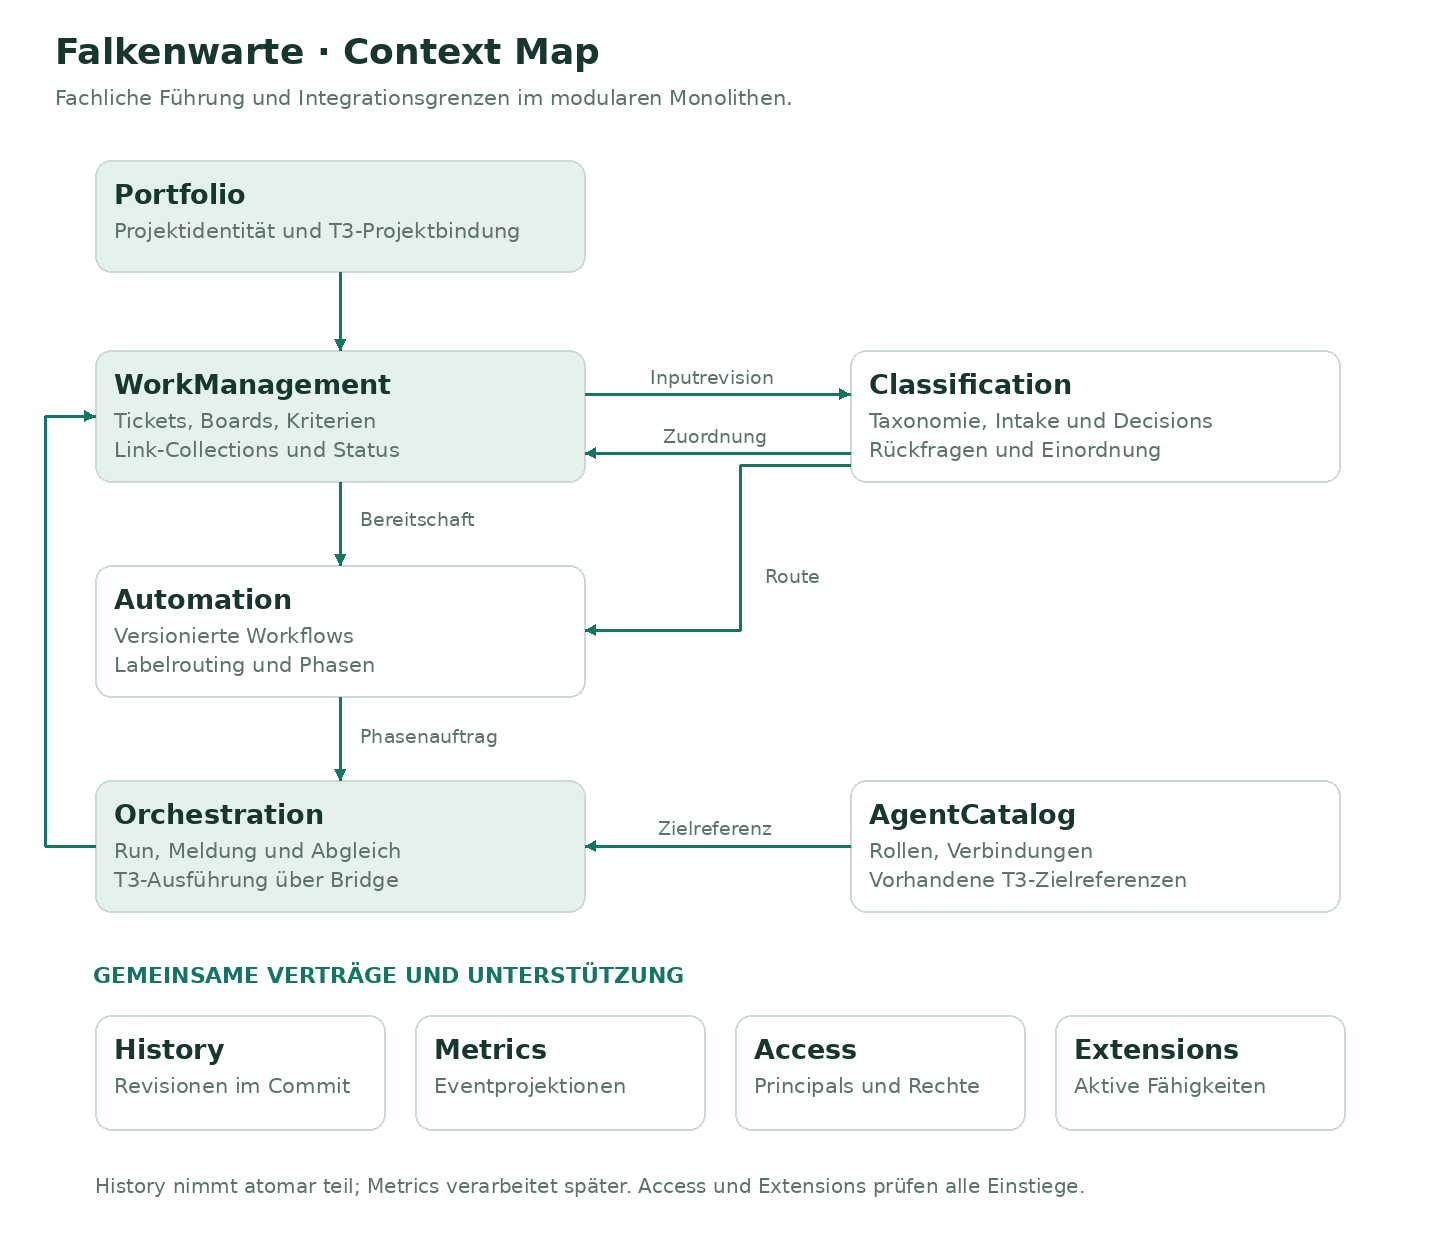 Falkenwarte · Context Map
Fachliche Führung und Integrationsgrenzen im modularen Monolithen.
Portfolio
Projektidentität und T3-Projektbindung
WorkManagement
Tickets, Boards, Kriterien
Link-Collections und Status
Inputrevision
Zuordnung
Classification
Taxonomie, Intake und Decisions
Rückfragen und Einordnung
Bereitschaft
Route
Automation
Versionierte Workflows
Labelrouting und Phasen
Phasenauftrag
Orchestration
Run, Meldung und Abgleich
T3-Ausführung über Bridge
Zielreferenz
AgentCatalog
Rollen, Verbindungen
Vorhandene T3-Zielreferenzen
GEMEINSAME VERTRÄGE UND UNTERSTÜTZUNG
History
Revisionen im Commit
Metrics
Eventprojektionen
Access
Principals und Rechte
Extensions
Aktive Fähigkeiten
History nimmt atomar teil; Metrics verarbeitet später. Access und Extensions prüfen alle Einstiege.